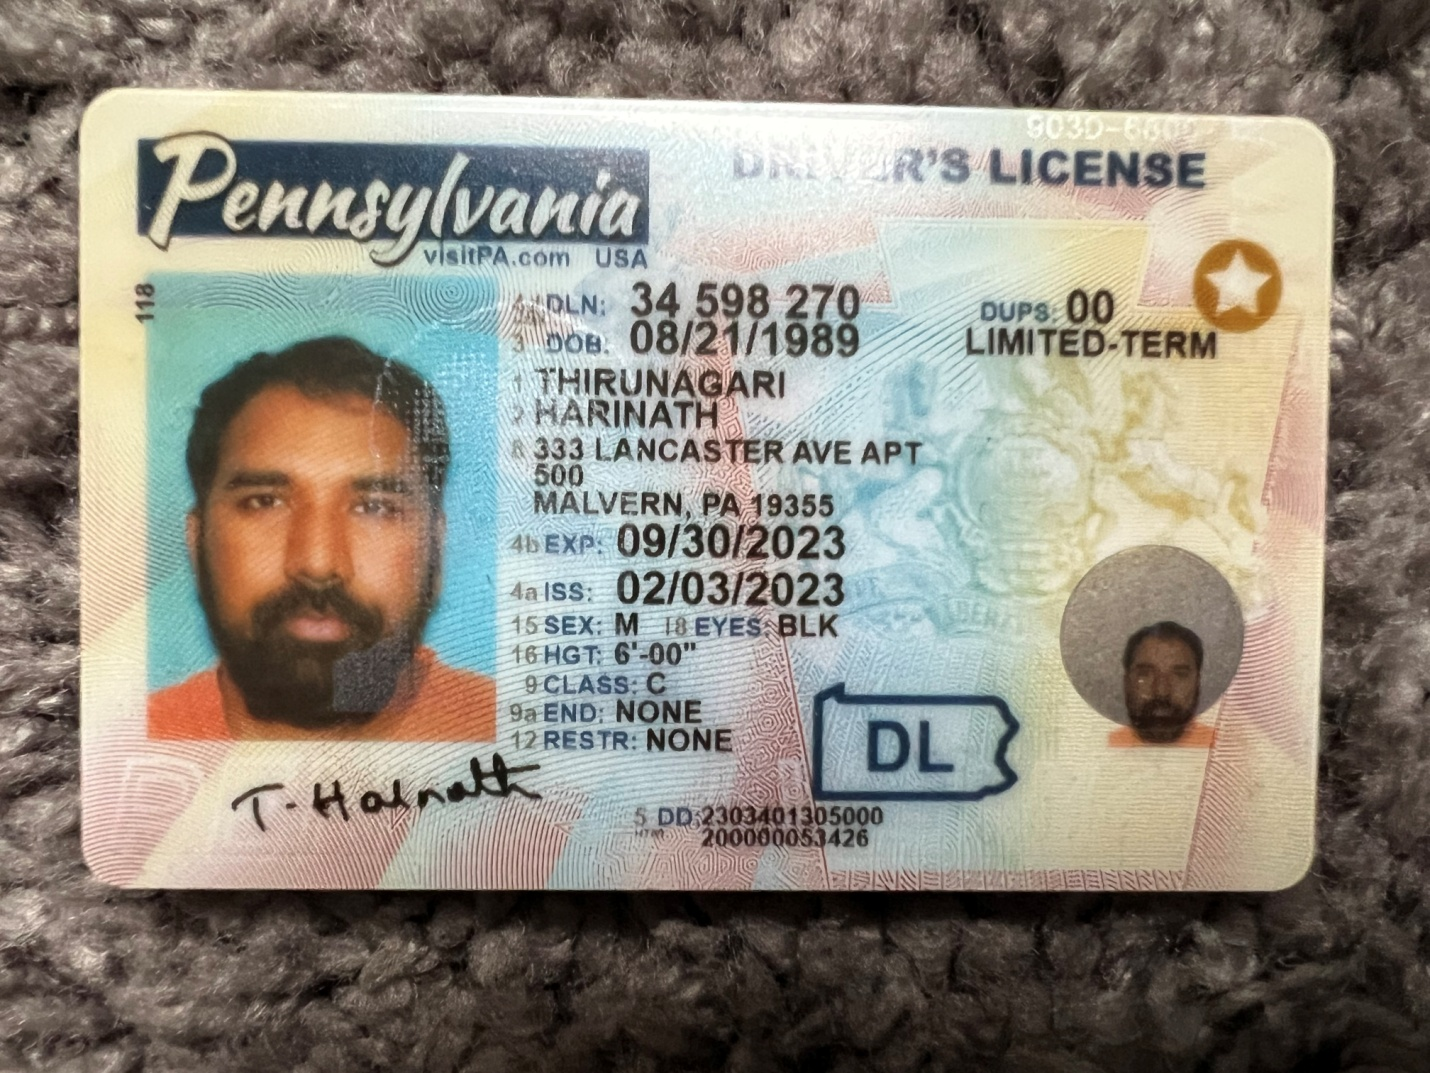 903D-6
Pennsylvania
DRIVER'S LICENSE
visitPA.com USA
118
4d DLN: 34 598 270 DUPS: 00
3 DOB: 08/21/1989 LIMITED-TERM
1 THIRUNAGARI
2 HARINATH
8 333 LANCASTER AVE APT
500
MALVERN, PA 19355
4b EXP: 09/30/2023
4a ISS: 02/03/2023
15 SEX: M 18 EYES: BLK
16 HGT: 6'-00"
9 CLASS: C
9a END: NONE
12 RESTR: NONE
DL
T. Harinath
5 DD: 2303401305000
200000053426